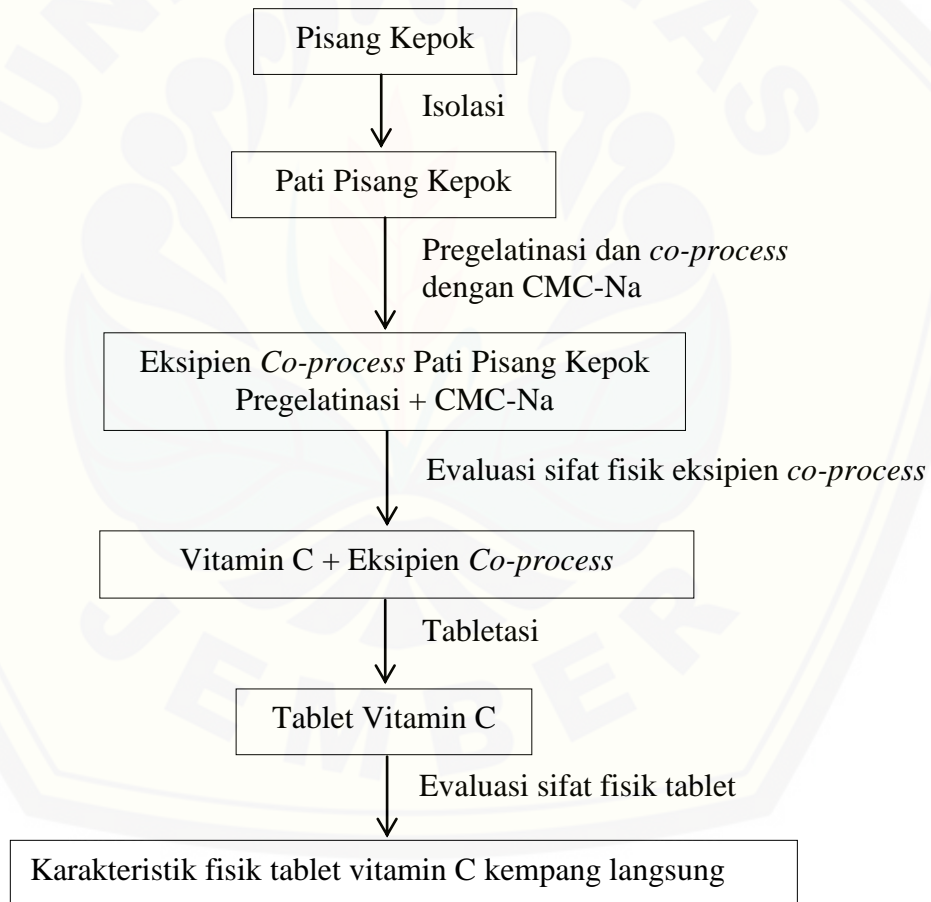 Pisang Kepok
Isolasi
Pati Pisang Kepok
Pregelatinasi dan co-process
dengan CMC-Na
Eksipien Co-process Pati Pisang Kepok
Pregelatinasi + CMC-Na
Evaluasi sifat fisik eksipien co-process
Vitamin C + Eksipien Co-process
Tabletasi
Tablet Vitamin C
Evaluasi sifat fisik tablet
Karakteristik fisik tablet vitamin C kempang langsung
JEMBER